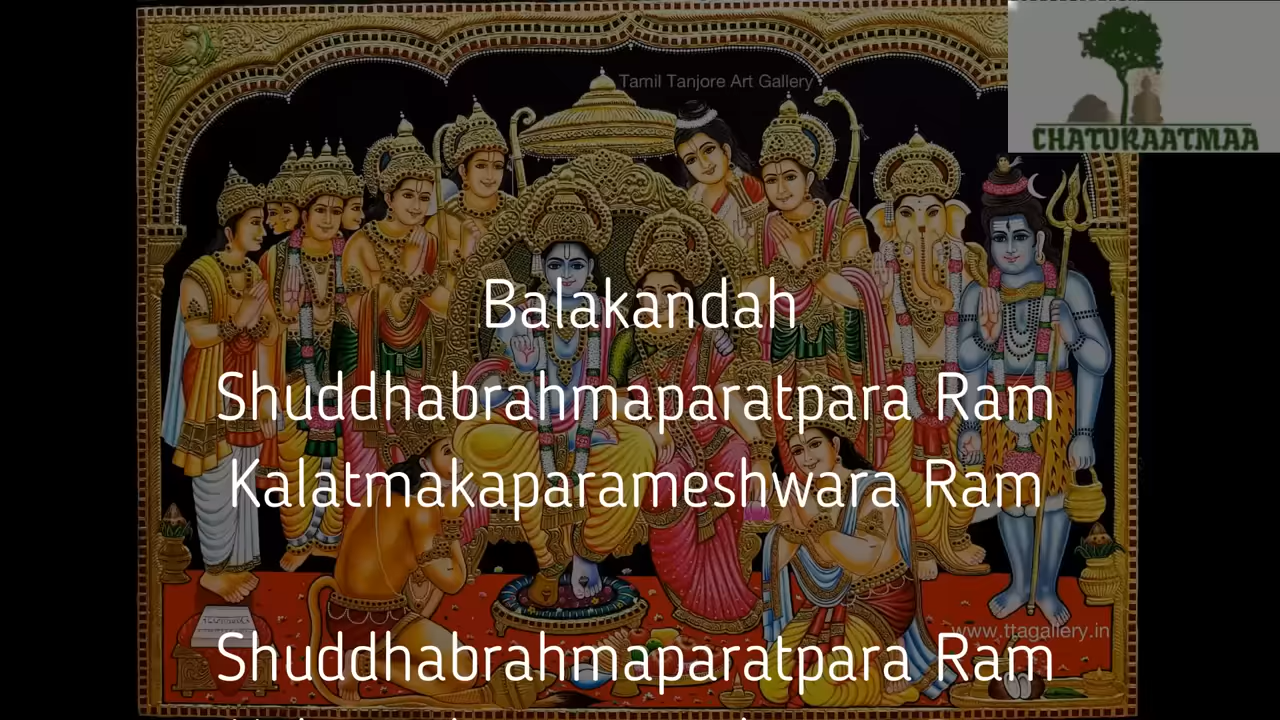 Tamil Tanjore Art Gallery
CHATURAATMAA
Balakandah
Shuddhabrahmaparatpara Ram
Kalatmakaparameshwara Ram
www.ttagallery.in
Shuddhabrahmaparatpara Ram